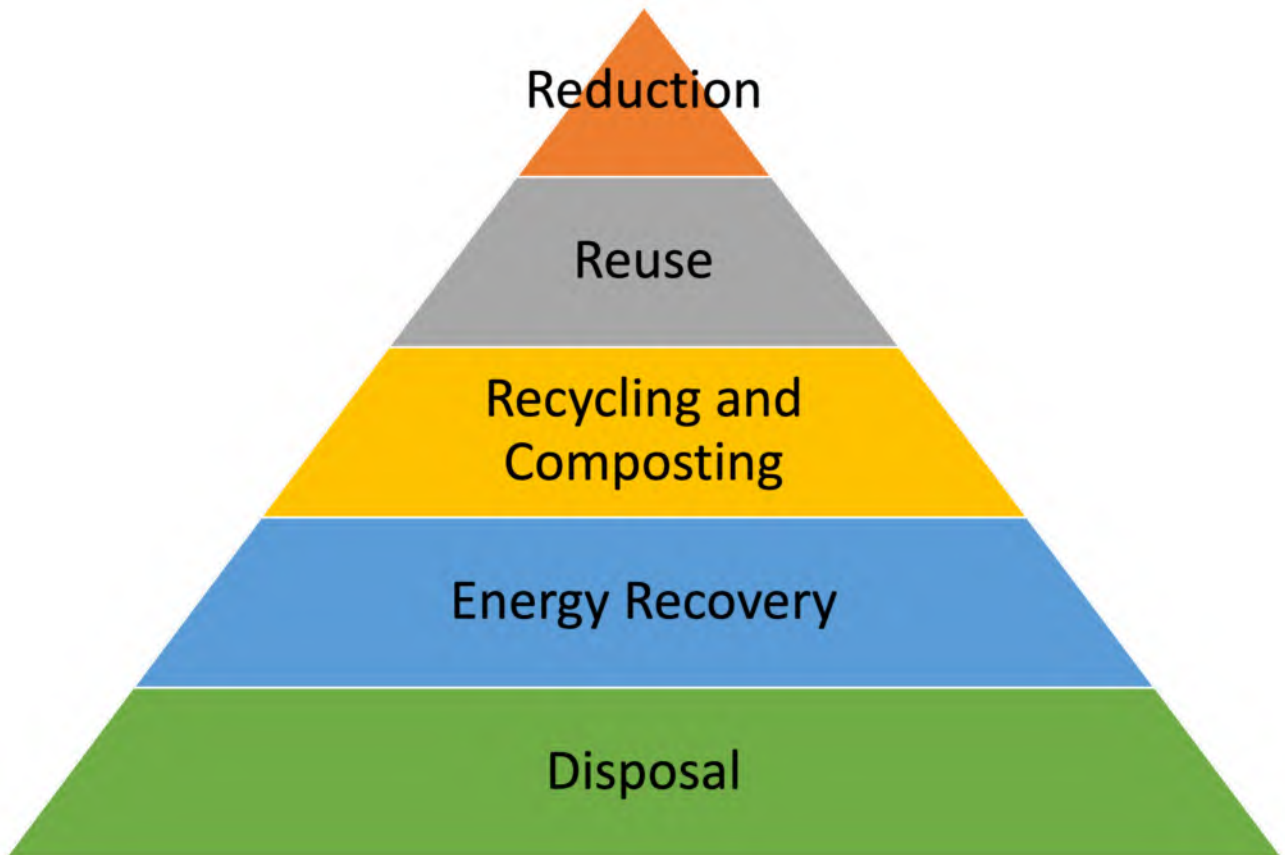 Reduction
Reuse
Recycling and
Composting
Energy Recovery
Disposal